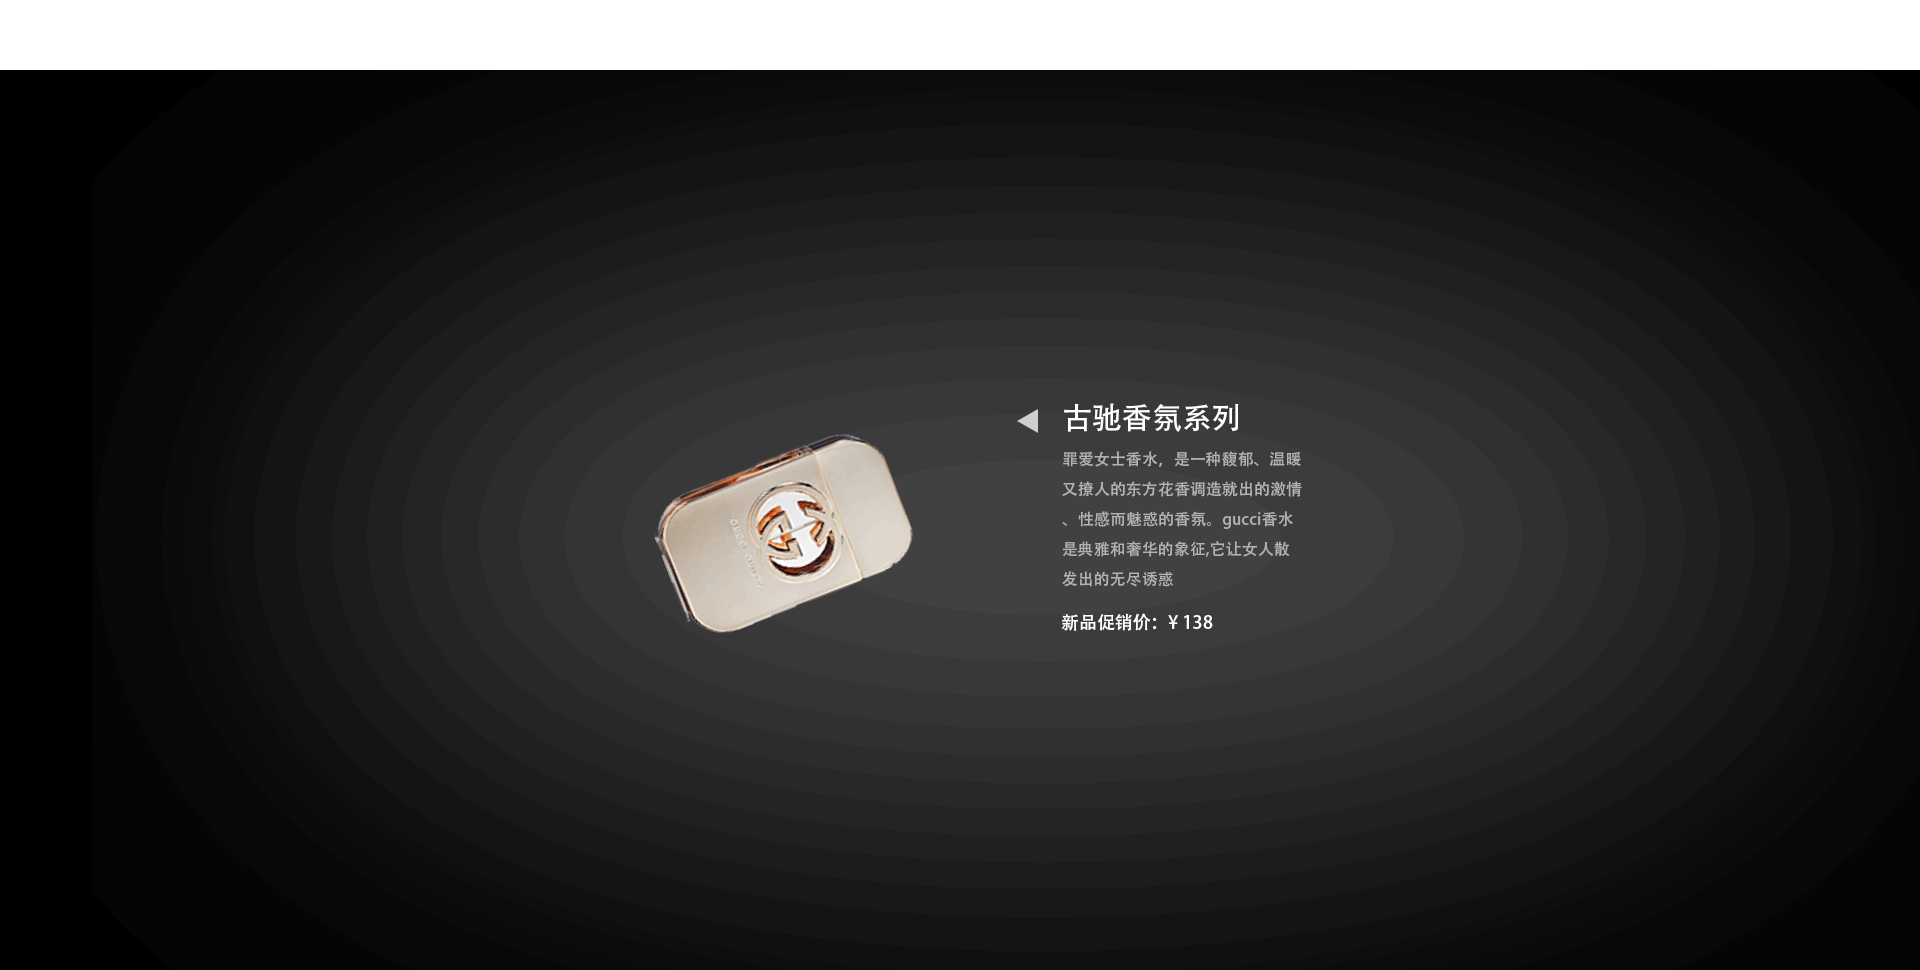 古驰香氛系列
罪爱女士香水，是一种馥郁、温暖
又撩人的东方花香调造就出的激情
、性感而魅惑的香氛。gucci香水
是典雅和奢华的象征,它让女人散
发出的无尽诱惑
新品促销价：¥ 138
GUCCI GUILTY